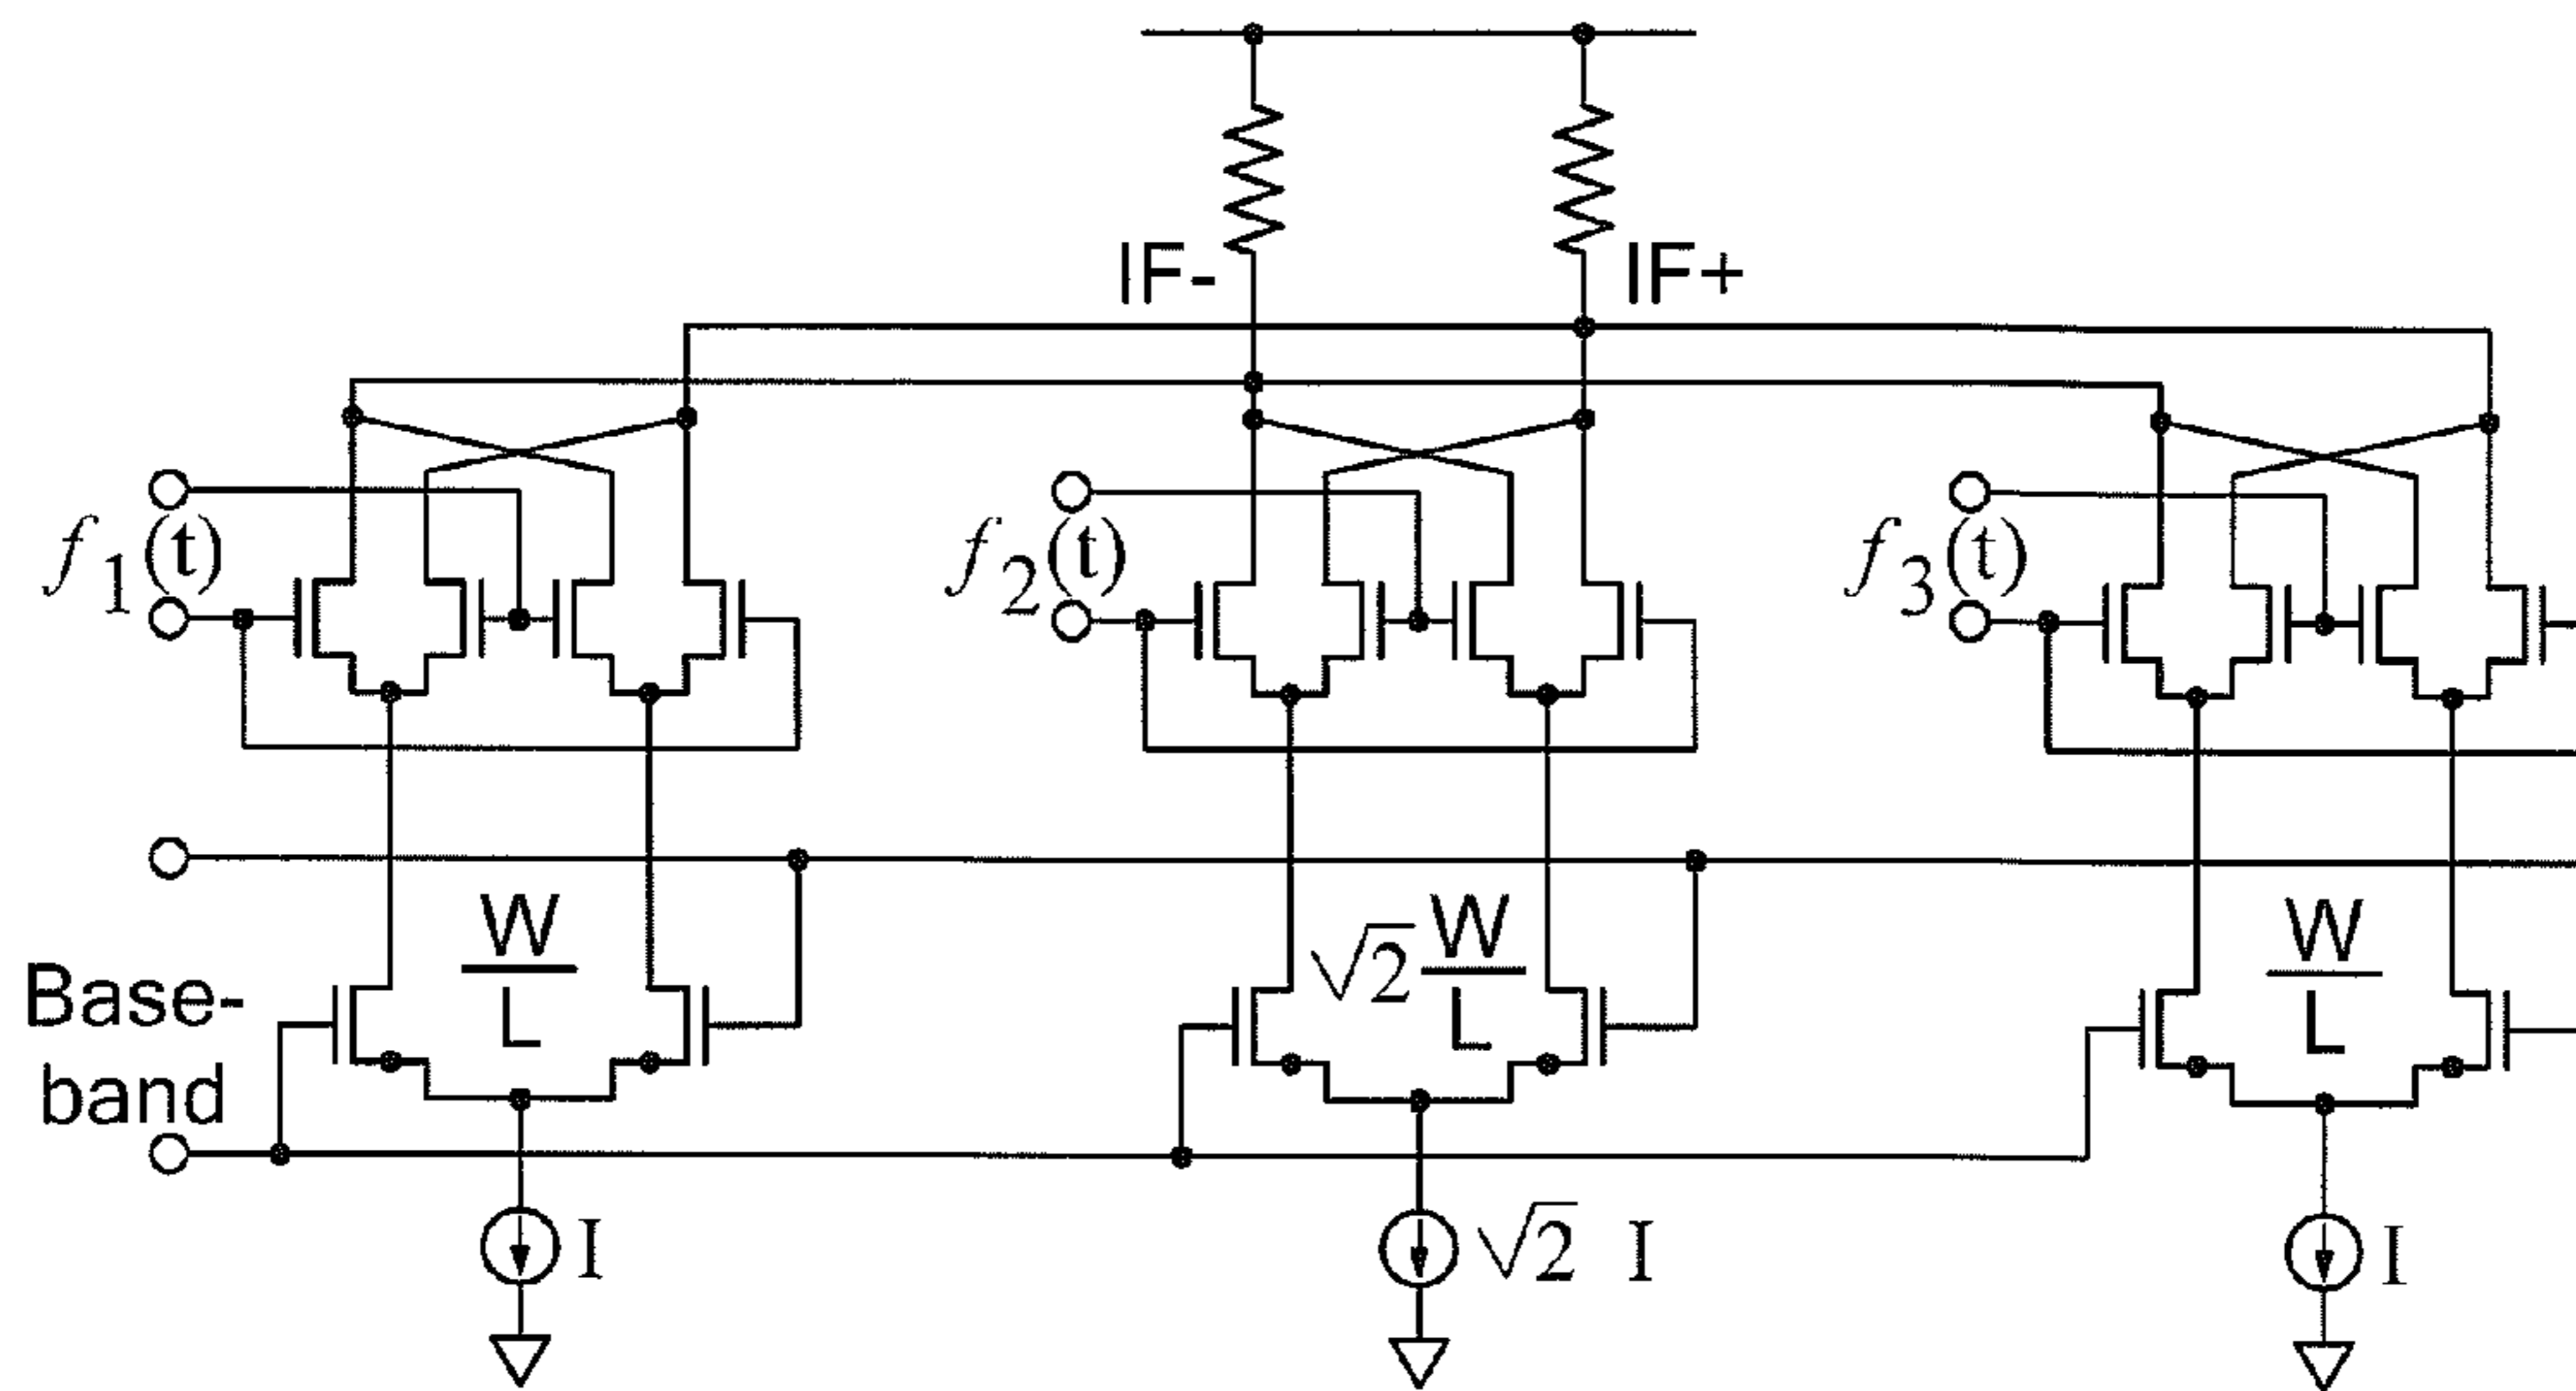 IF- IF+
f1(t) f2(t) f3(t)
W/L √2 W/L W/L
Base-
band
I √2 I I